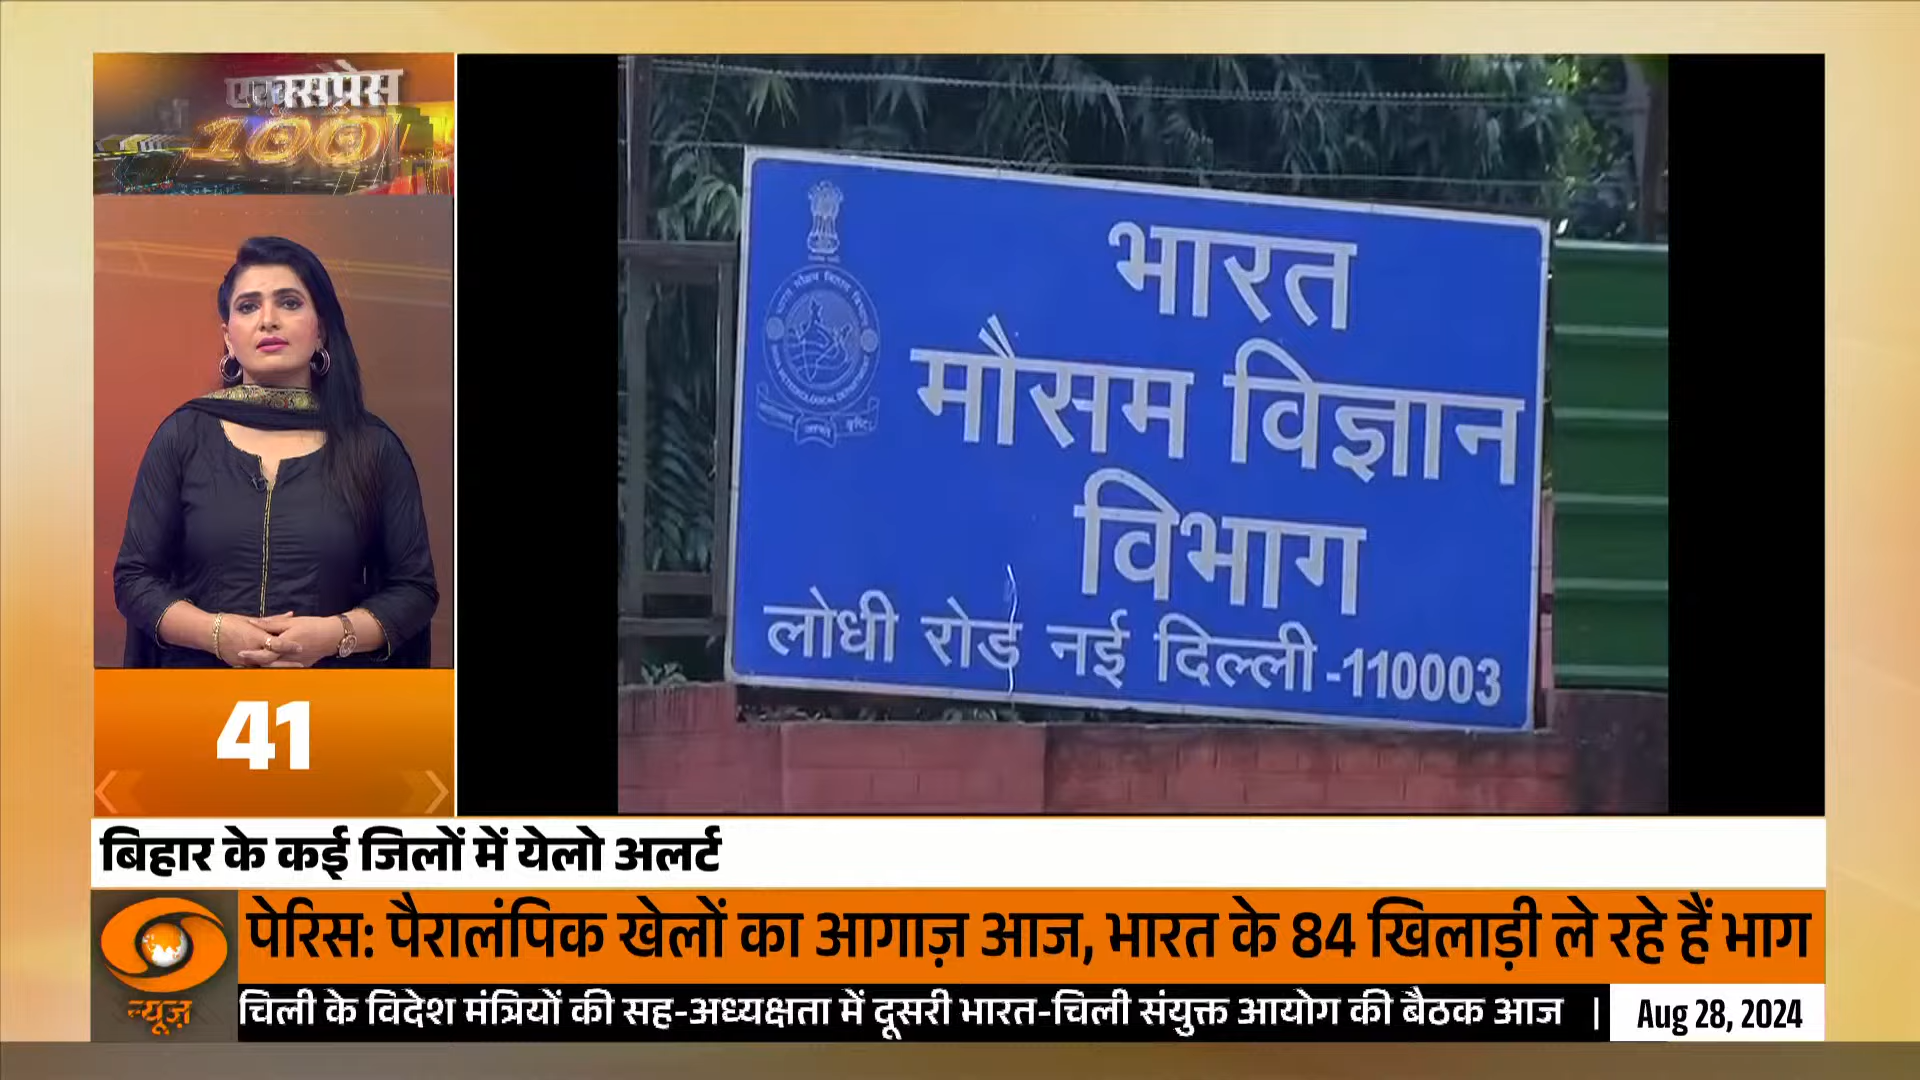 एक्सप्रेस
100
भारत
मौसम विज्ञान
विभाग
लोधी रोड नई दिल्ली-110003
41
बिहार के कई जिलों में येलो अलर्ट
पेरिस: पैरालंपिक खेलों का आगाज़ आज, भारत के 84 खिलाड़ी ले रहे हैं भाग
न्यूज़
चिली के विदेश मंत्रियों की सह-अध्यक्षता में दूसरी भारत-चिली संयुक्त आयोग की बैठक आज |
Aug 28, 2024